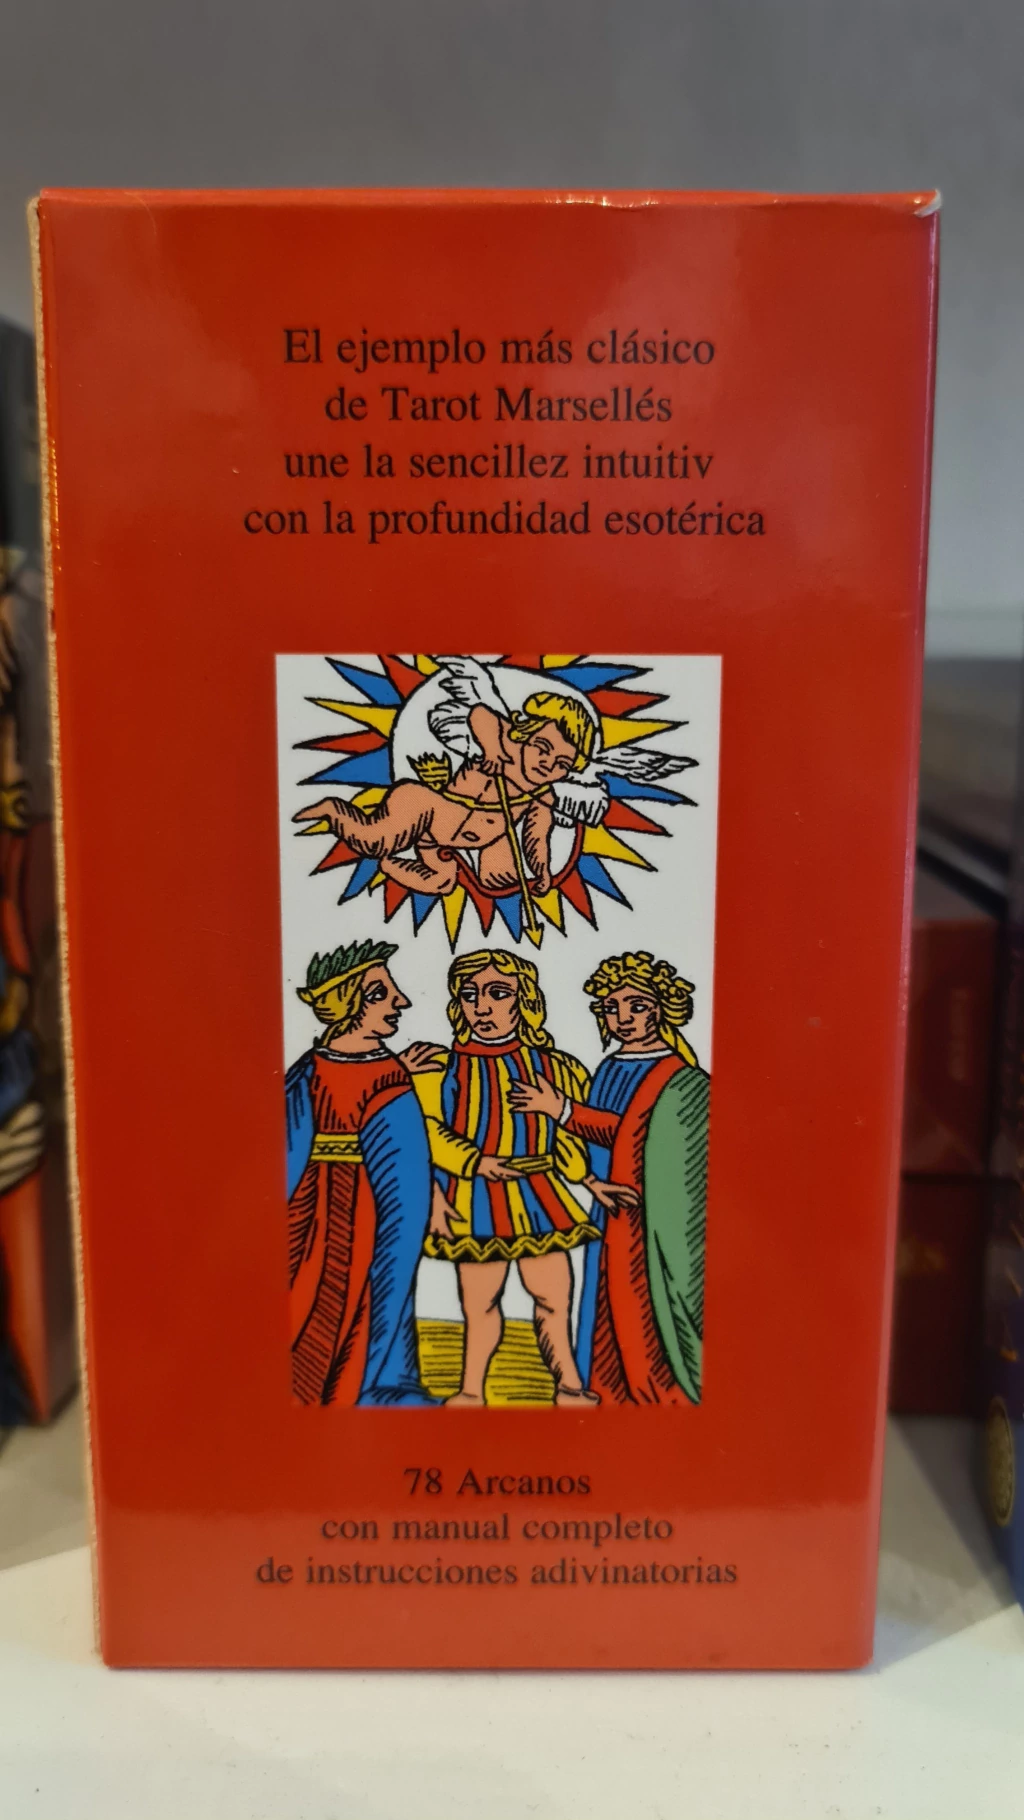 El ejemplo más clásico
de Tarot Marsellés
une la sencillez intuitiv
con la profundidad esotérica
78 Arcanos
con manual completo
de instrucciones adivinatorias